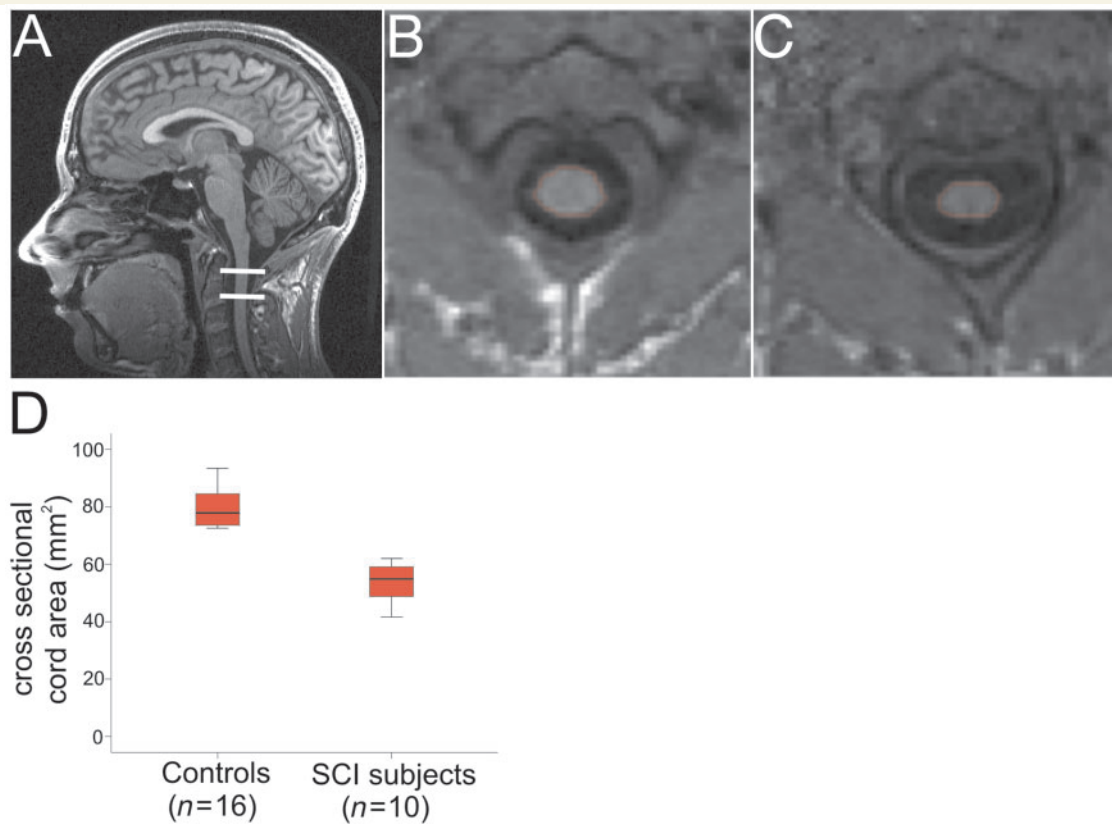 A
B
C
D
100
80
60
40
20
0
cross sectional
cord area (mm²)
Controls
(n=16)
SCI subjects
(n=10)